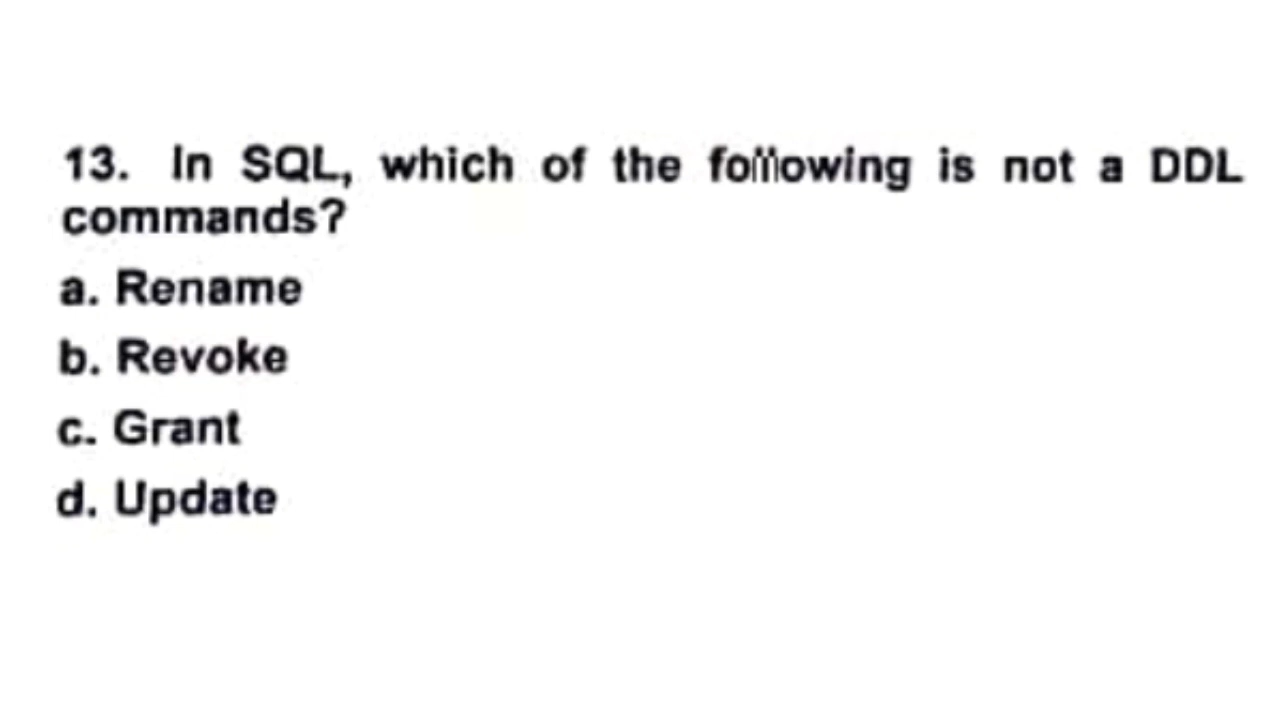 13. In SQL, which of the following is not a DDL
commands?
a. Rename
b. Revoke
c. Grant
d. Update